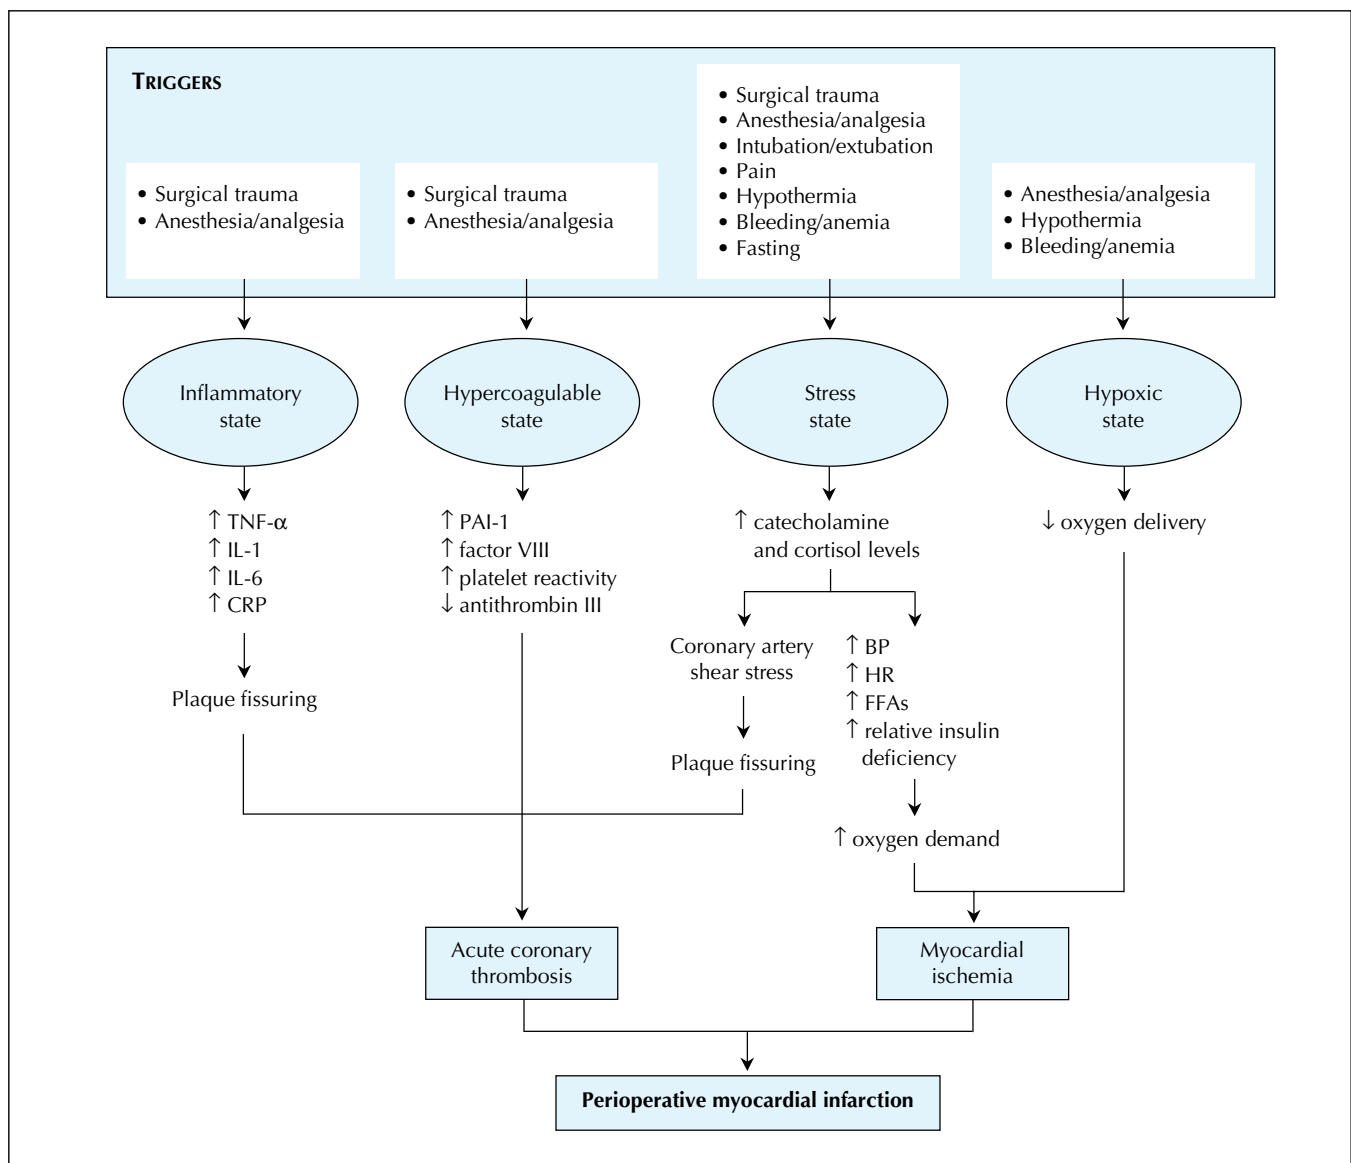 TRIGGERS
• Surgical trauma
• Anesthesia/analgesia
• Surgical trauma
• Anesthesia/analgesia
• Surgical trauma
• Anesthesia/analgesia
• Intubation/extubation
• Pain
• Hypothermia
• Bleeding/anemia
• Fasting
• Anesthesia/analgesia
• Hypothermia
• Bleeding/anemia
Inflammatory
state
Hypercoagulable
state
Stress
state
Hypoxic
state
↑ TNF-α
↑ IL-1
↑ IL-6
↑ CRP
Plaque fissuring
↑ PAI-1
↑ factor VIII
↑ platelet reactivity
↓ antithrombin III
↑ catecholamine
and cortisol levels
Coronary artery
shear stress
Plaque fissuring
↑ BP
↑ HR
↑ FFAs
↑ relative insulin
deficiency
↑ oxygen demand
↓ oxygen delivery
Acute coronary
thrombosis
Myocardial
ischemia
Perioperative myocardial infarction